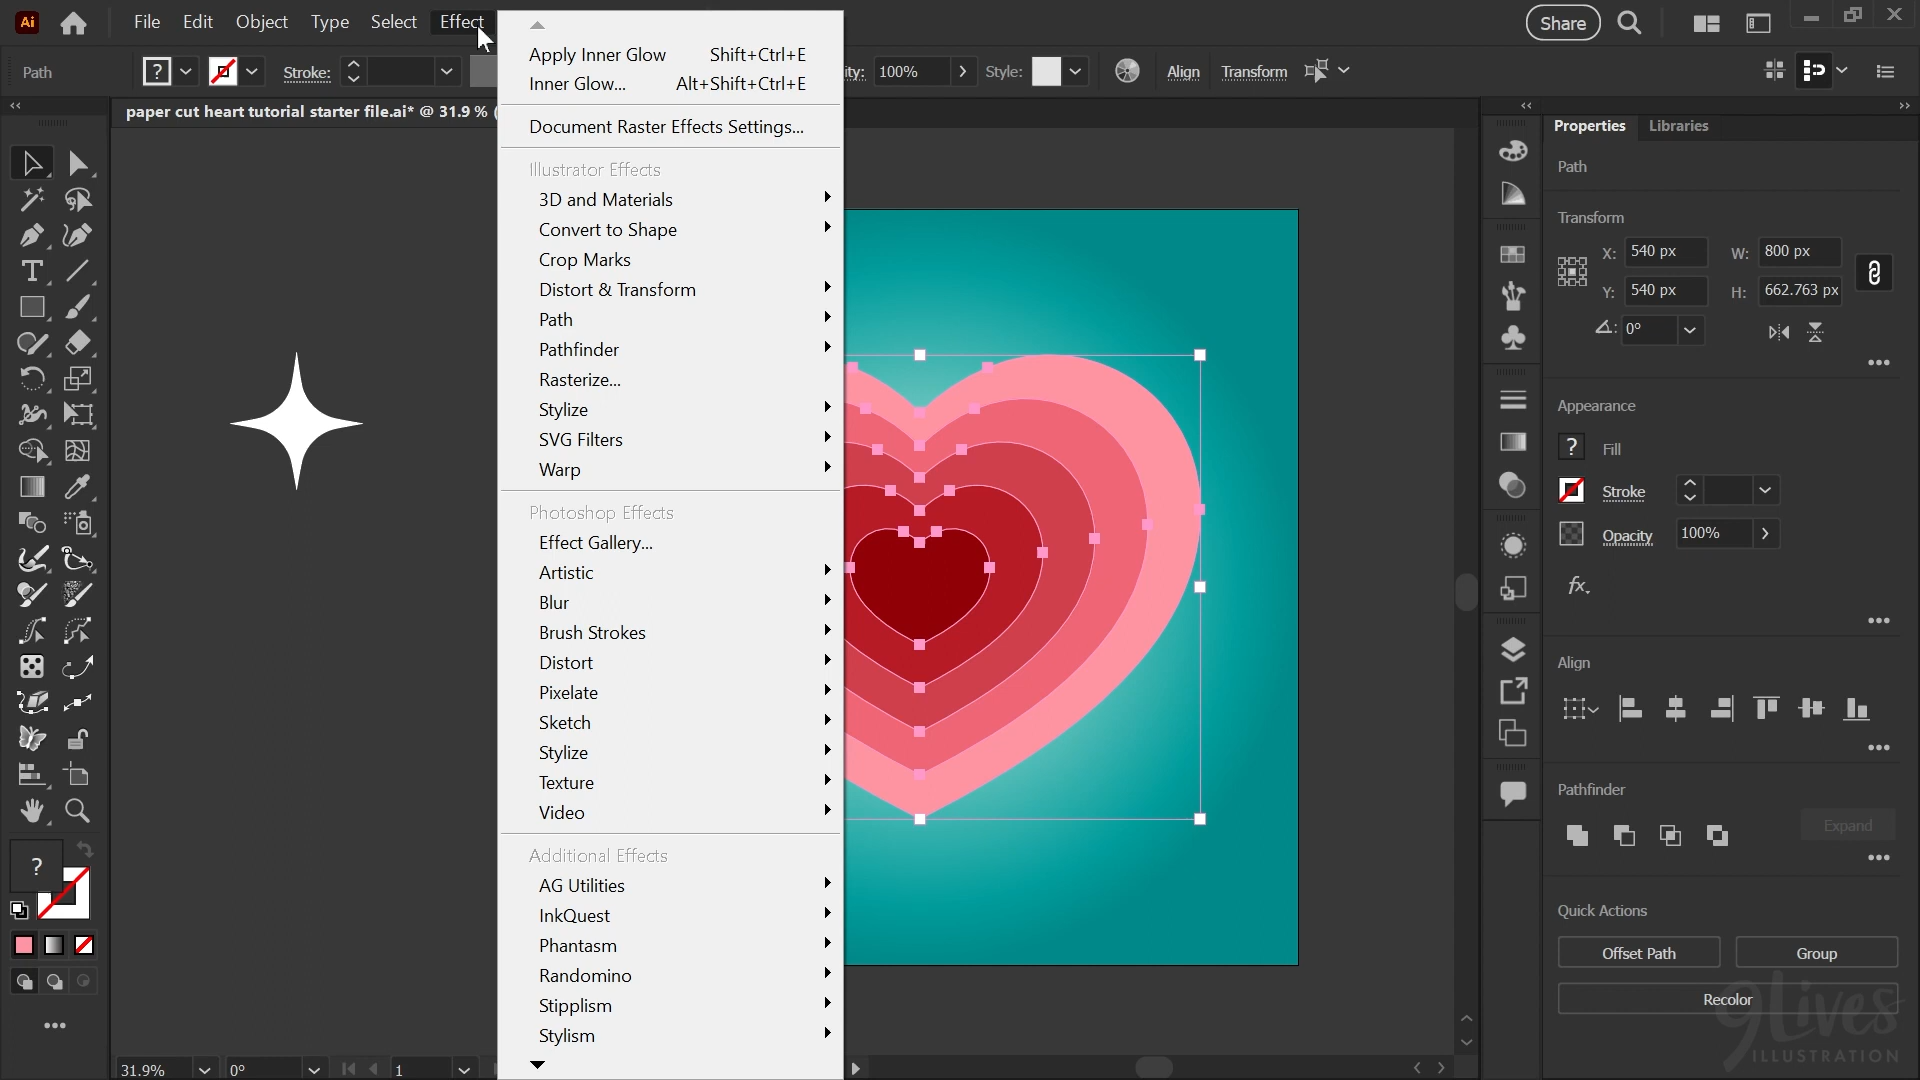 Ai File Edit Object Type Select Effect Share
Path ? Stroke: ity: 100% Style: Align Transform
paper cut heart tutorial starter file.ai* @ 31.9 % (
Apply Inner Glow Shift+Ctrl+E
Inner Glow... Alt+Shift+Ctrl+E
Document Raster Effects Settings...
Illustrator Effects
3D and Materials
Convert to Shape
Crop Marks
Distort & Transform
Path
Pathfinder
Rasterize...
Stylize
SVG Filters
Warp
Photoshop Effects
Effect Gallery...
Artistic
Blur
Brush Strokes
Distort
Pixelate
Sketch
Stylize
Texture
Video
Additional Effects
AG Utilities
InkQuest
Phantasm
Randomino
Stipplism
Stylism
Properties Libraries
Path
Transform
X: 540 px W: 800 px
Y: 540 px H: 662.763 px
0°
Appearance
? Fill
Stroke
Opacity 100%
fx.
Align
Pathfinder
Expand
Quick Actions
Offset Path Group
Recolor
9Lives
ILLUSTRATION
?
31.9% 0° 1